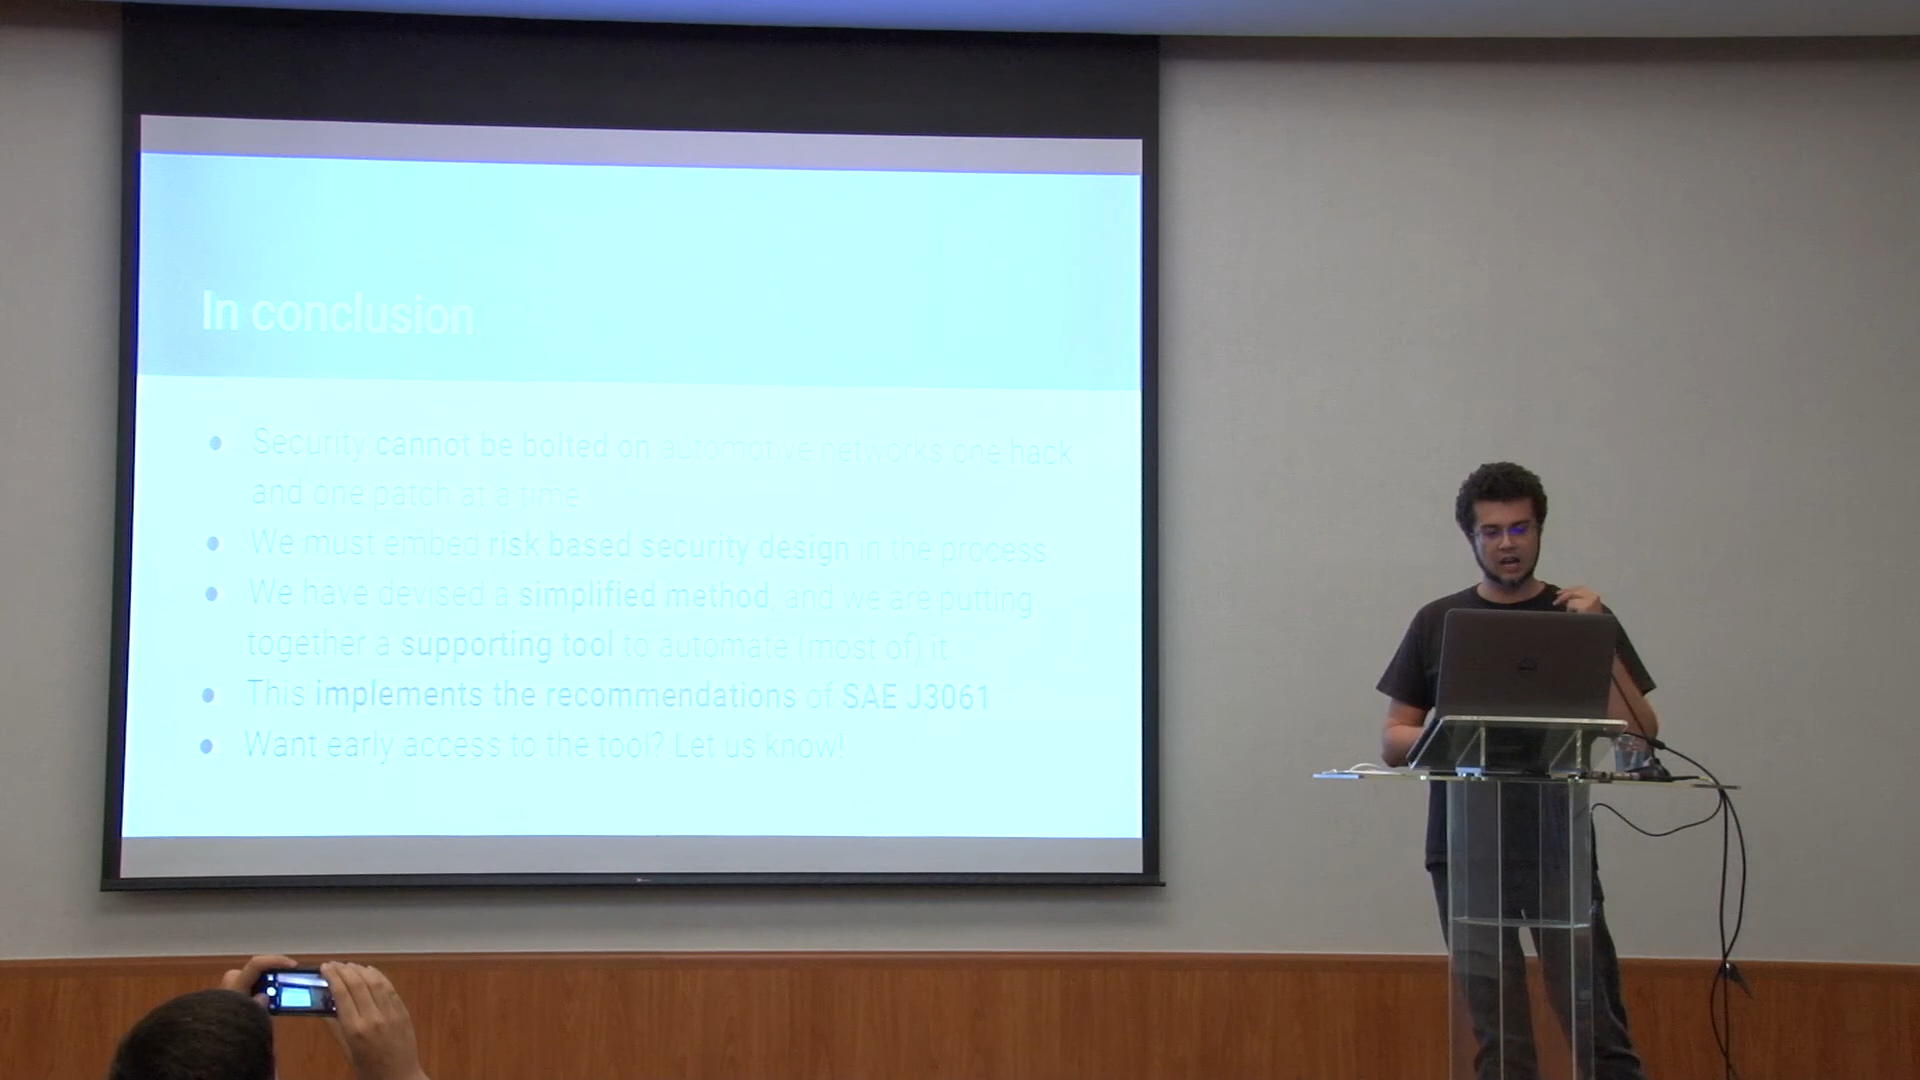 In conclusion
Security cannot be bolted on automotive networks one hack
and one patch at a time
We must embed risk based security design in the process
We have devised a simplified method, and we are putting
together a supporting tool to automate (most of) it
This implements the recommendations of SAE J3061
Want early access to the tool? Let us know!